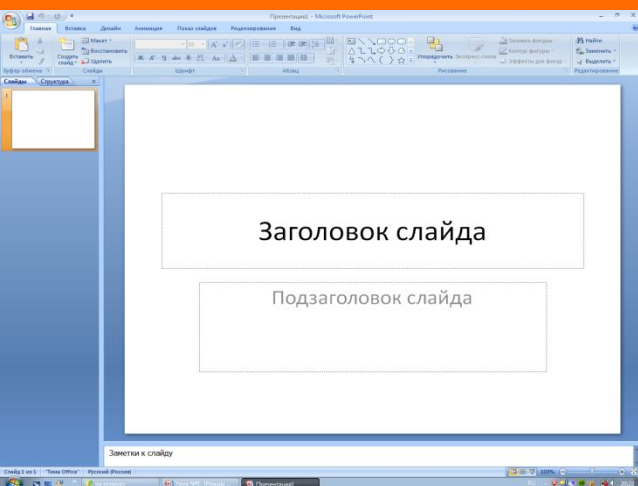 Презентация1 - Microsoft PowerPoint
Главная Вставка Дизайн Анимация Показ слайдов Рецензирование Вид
Вставить
Создать слайд
Макет
Восстановить
Удалить
Упорядочить Экспресс-стили
Заливка фигуры
Контур фигуры
Эффекты для фигур
Найти
Заменить
Выделить
Буфер обмена Слайды Шрифт Абзац Рисование Редактирование
Слайды Структура
1
Заголовок слайда
Подзаголовок слайда
Заметки к слайду
Слайд 1 из 1 "Тема Office" Русский (Россия)
Презентация1